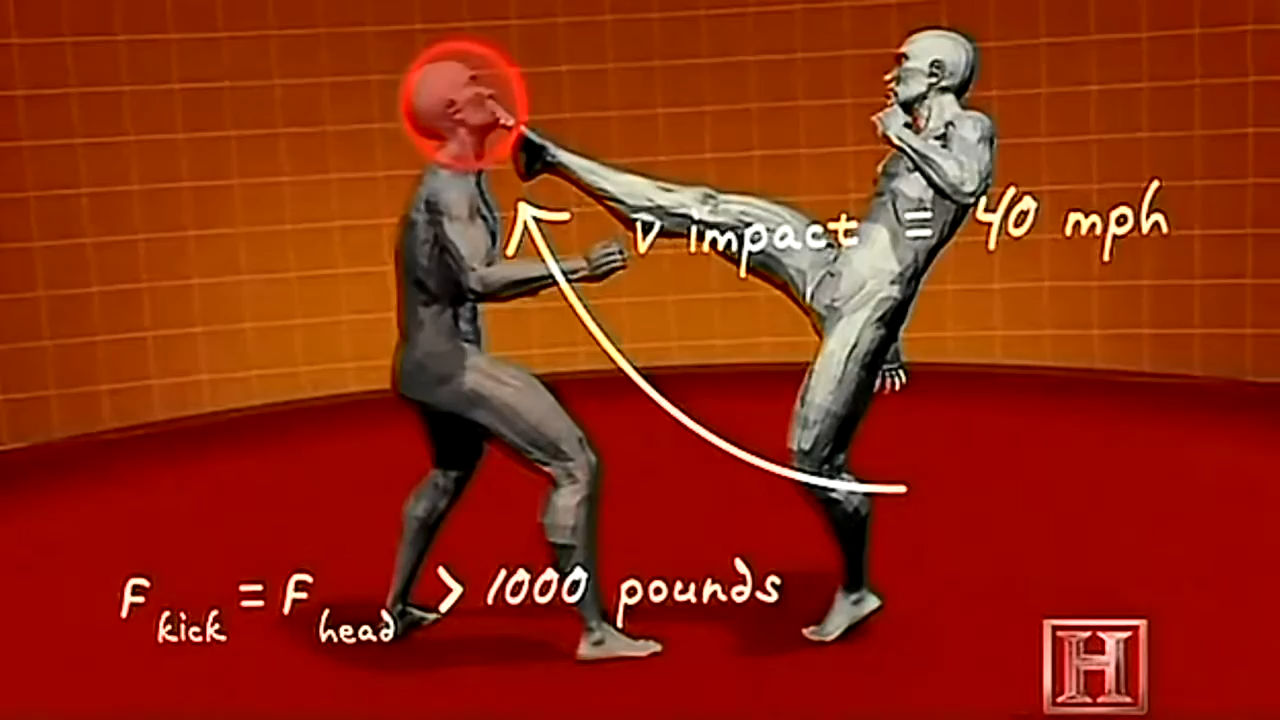 v impact = 40 mph
F kick = F head > 1000 pounds
H